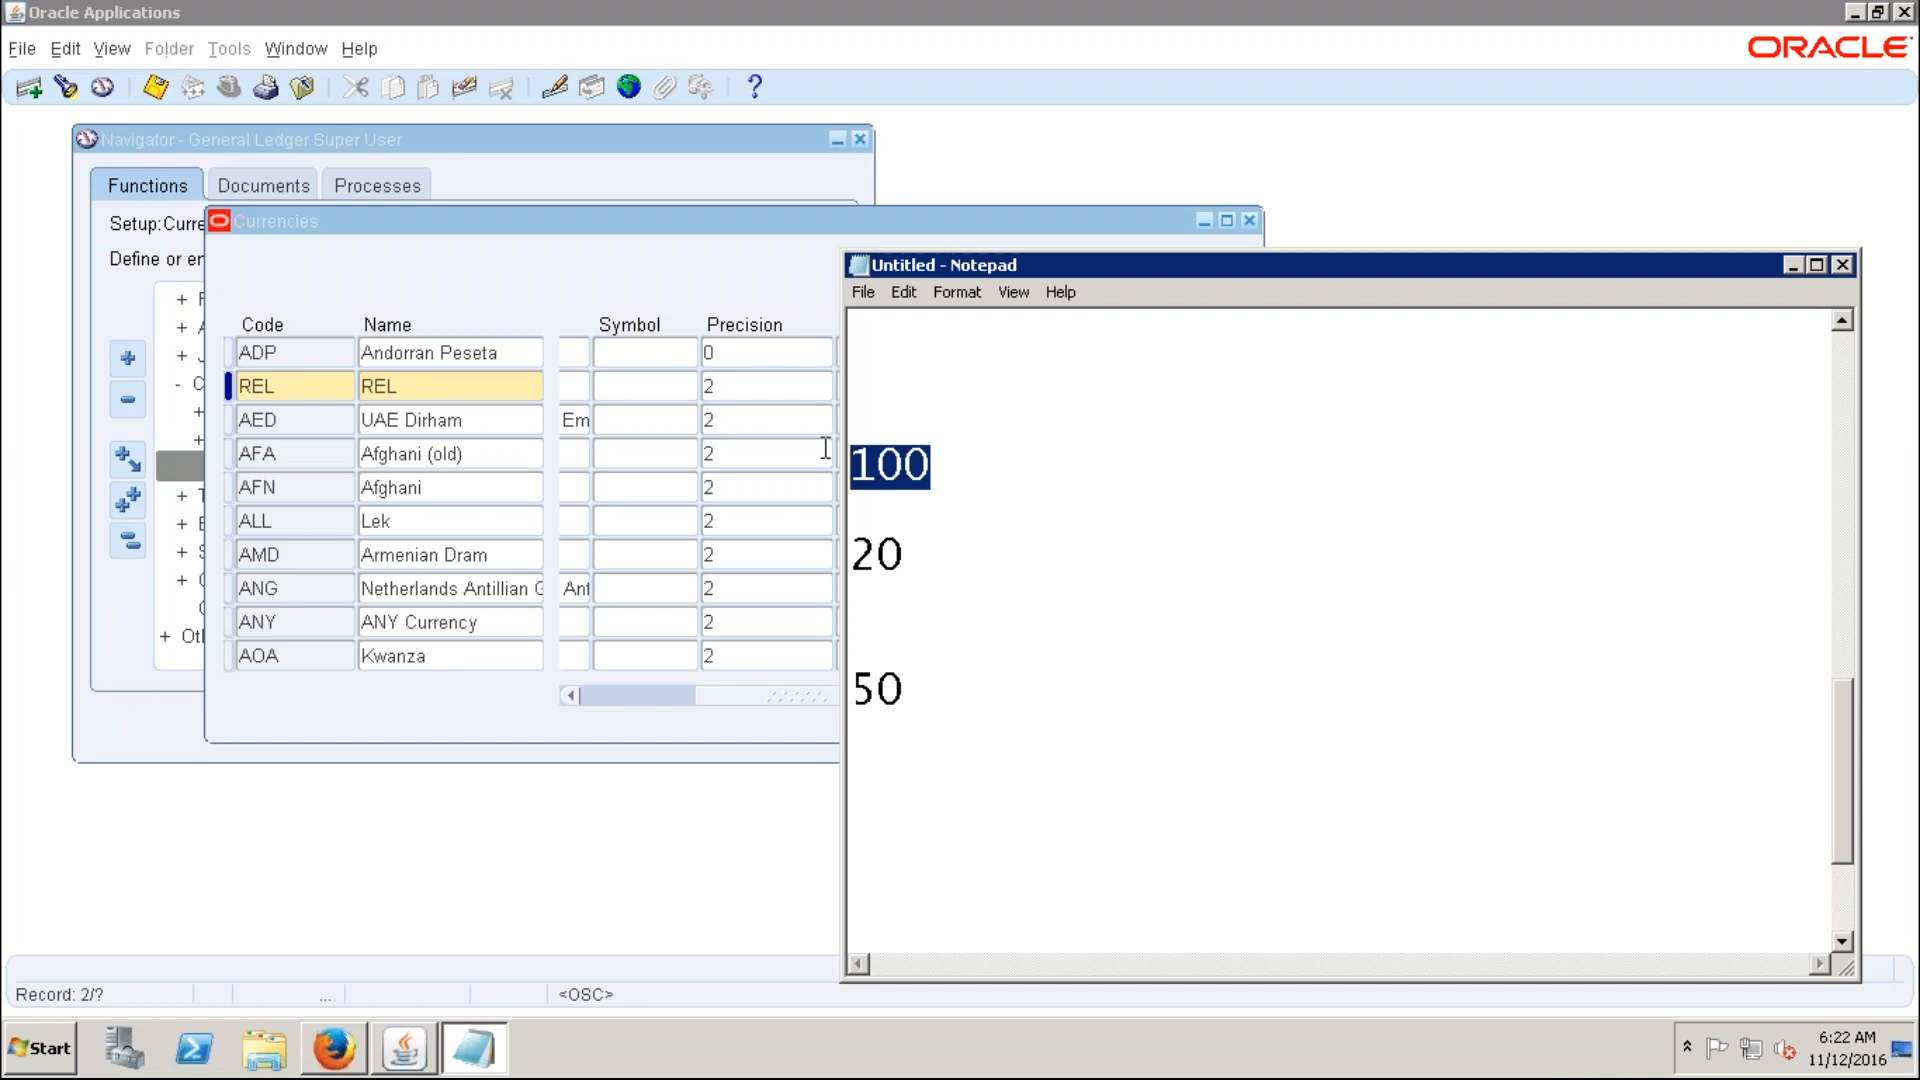 Oracle Applications
File Edit View Folder Tools Window Help
ORACLE
?
Navigator - General Ledger Super User
Functions Documents Processes
Setup:Curre
Define or er
+ F
+ A
+ J
- C
+
+
+ T
+ E
+ S
+ C
C
+ Otl
Currencies
Code Name Symbol Precision
ADP Andorran Peseta 0
REL REL 2
AED UAE Dirham Em 2
AFA Afghani (old) 2
AFN Afghani 2
ALL Lek 2
AMD Armenian Dram 2
ANG Netherlands Antillian G Ant 2
ANY ANY Currency 2
AOA Kwanza 2
Untitled - Notepad
File Edit Format View Help
100
20
50
Record: 2/? ... <OSC>
Start
6:22 AM
11/12/2016